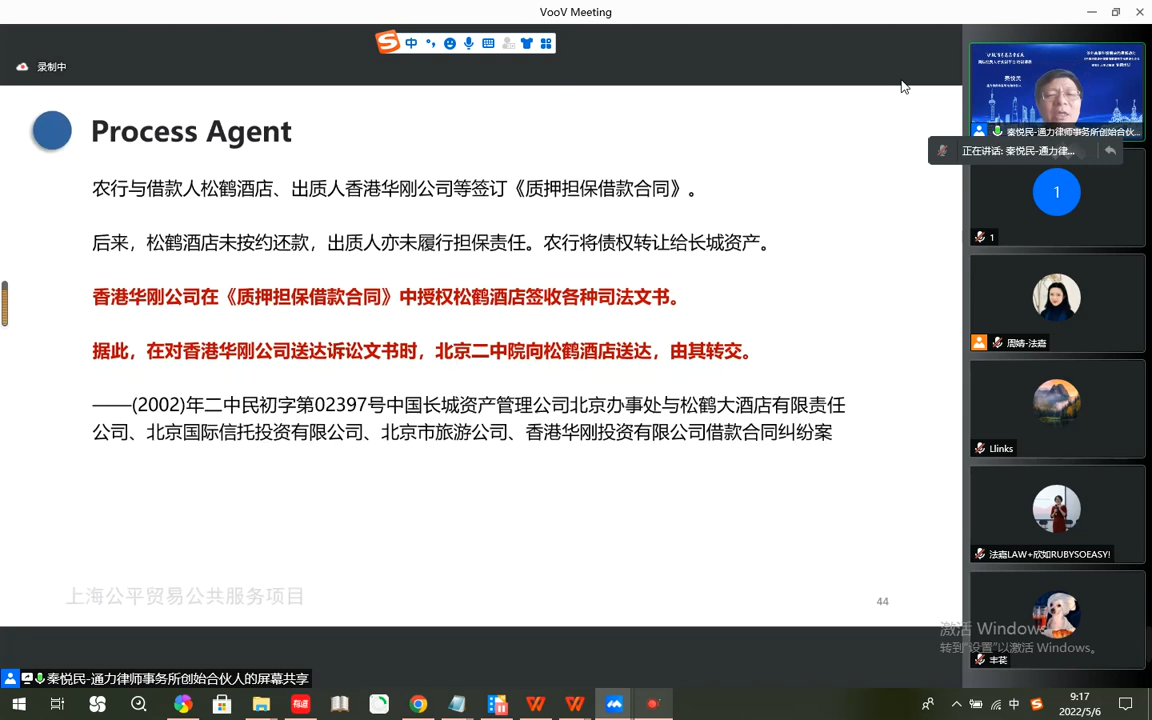 VooV Meeting
中
录制中
Process Agent
农行与借款人松鹤酒店、出质人香港华刚公司等签订《质押担保借款合同》。
后来，松鹤酒店未按约还款，出质人亦未履行担保责任。农行将债权转让给长城资产。
香港华刚公司在《质押担保借款合同》中授权松鹤酒店签收各种司法文书。
据此，在对香港华刚公司送达诉讼文书时，北京二中院向松鹤酒店送达，由其转交。
——(2002)年二中民初字第02397号中国长城资产管理公司北京办事处与松鹤大酒店有限责任
公司、北京国际信托投资有限公司、北京市旅游公司、香港华刚投资有限公司借款合同纠纷案
上海公平贸易公共服务项目
44
秦悦民-通力律师事务所创始合伙人的屏幕共享
秦悦民
秦悦民-通力律师事务所创始合伙...
正在讲话: 秦悦民-通力律...
1
1
周婧-法嘉
Llinks
法嘉LAW+欣如RUBYSOEASY!
激活 Windows
转到"设置"以激活 Windows。
有道
中
9:17
2022/5/6